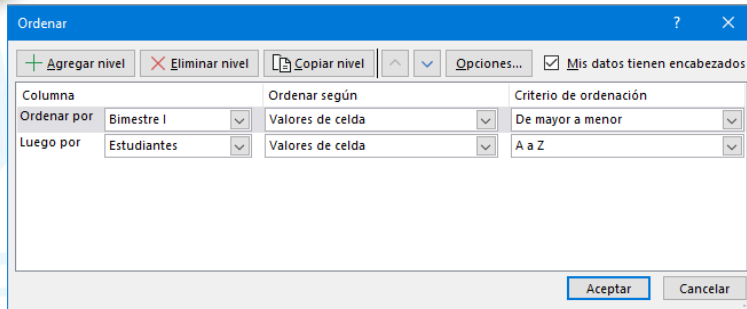 Ordenar ?
Agregar nivel Eliminar nivel Copiar nivel Opciones... Mis datos tienen encabezados
Columna Ordenar según Criterio de ordenación
Ordenar por Bimestre I Valores de celda De mayor a menor
Luego por Estudiantes Valores de celda A a Z
Aceptar Cancelar